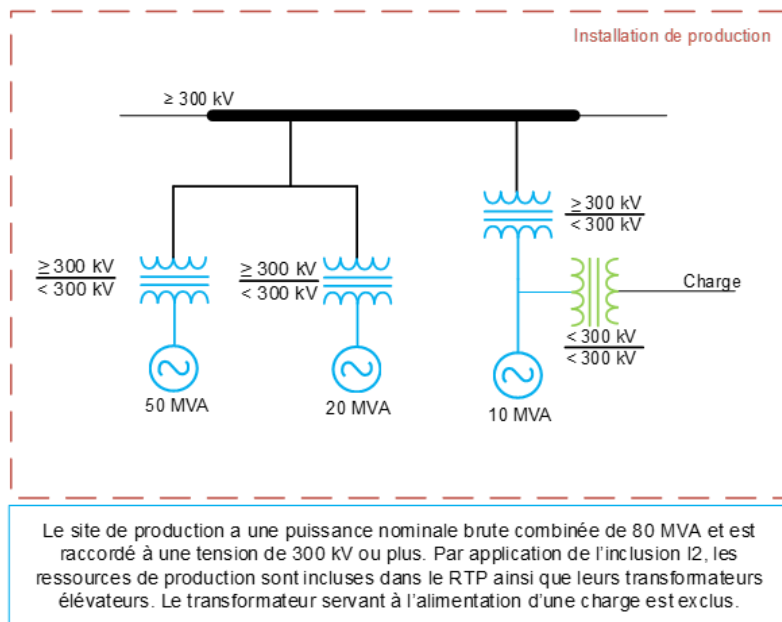 Installation de production
≥ 300 kV
≥ 300 kV
< 300 kV
≥ 300 kV
< 300 kV
≥ 300 kV
< 300 kV
Charge
< 300 kV
< 300 kV
50 MVA
20 MVA
10 MVA
Le site de production a une puissance nominale brute combinée de 80 MVA et est
raccordé à une tension de 300 kV ou plus. Par application de l’inclusion I2, les
ressources de production sont incluses dans le RTP ainsi que leurs transformateurs
élévateurs. Le transformateur servant à l’alimentation d’une charge est exclus.